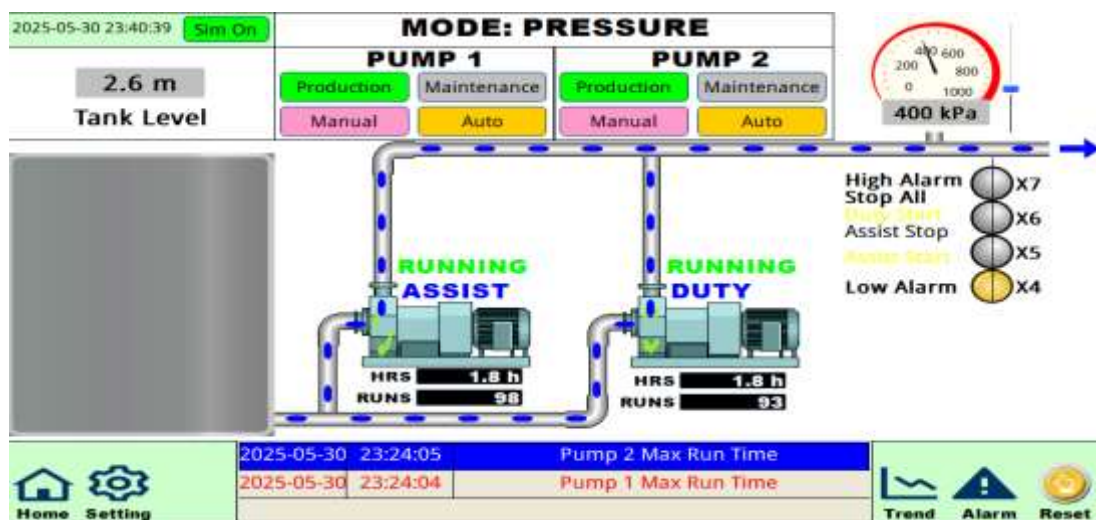 2025-05-30 23:40:39 Sim On
MODE: PRESSURE
2.6 m
Tank Level
PUMP 1
Production Maintenance
Manual Auto
PUMP 2
Production Maintenance
Manual Auto
0 200 400 600 800 1000
400 kPa
High Alarm X7
Stop All
Duty Start X6
Assist Stop
Assist Start X5
Low Alarm X4
RUNNING
ASSIST
HRS 1.8 h
RUNS 98
RUNNING
DUTY
HRS 1.8 h
RUNS 93
2025-05-30 23:24:05 Pump 2 Max Run Time
2025-05-30 23:24:04 Pump 1 Max Run Time
Home Setting
Trend Alarm Reset